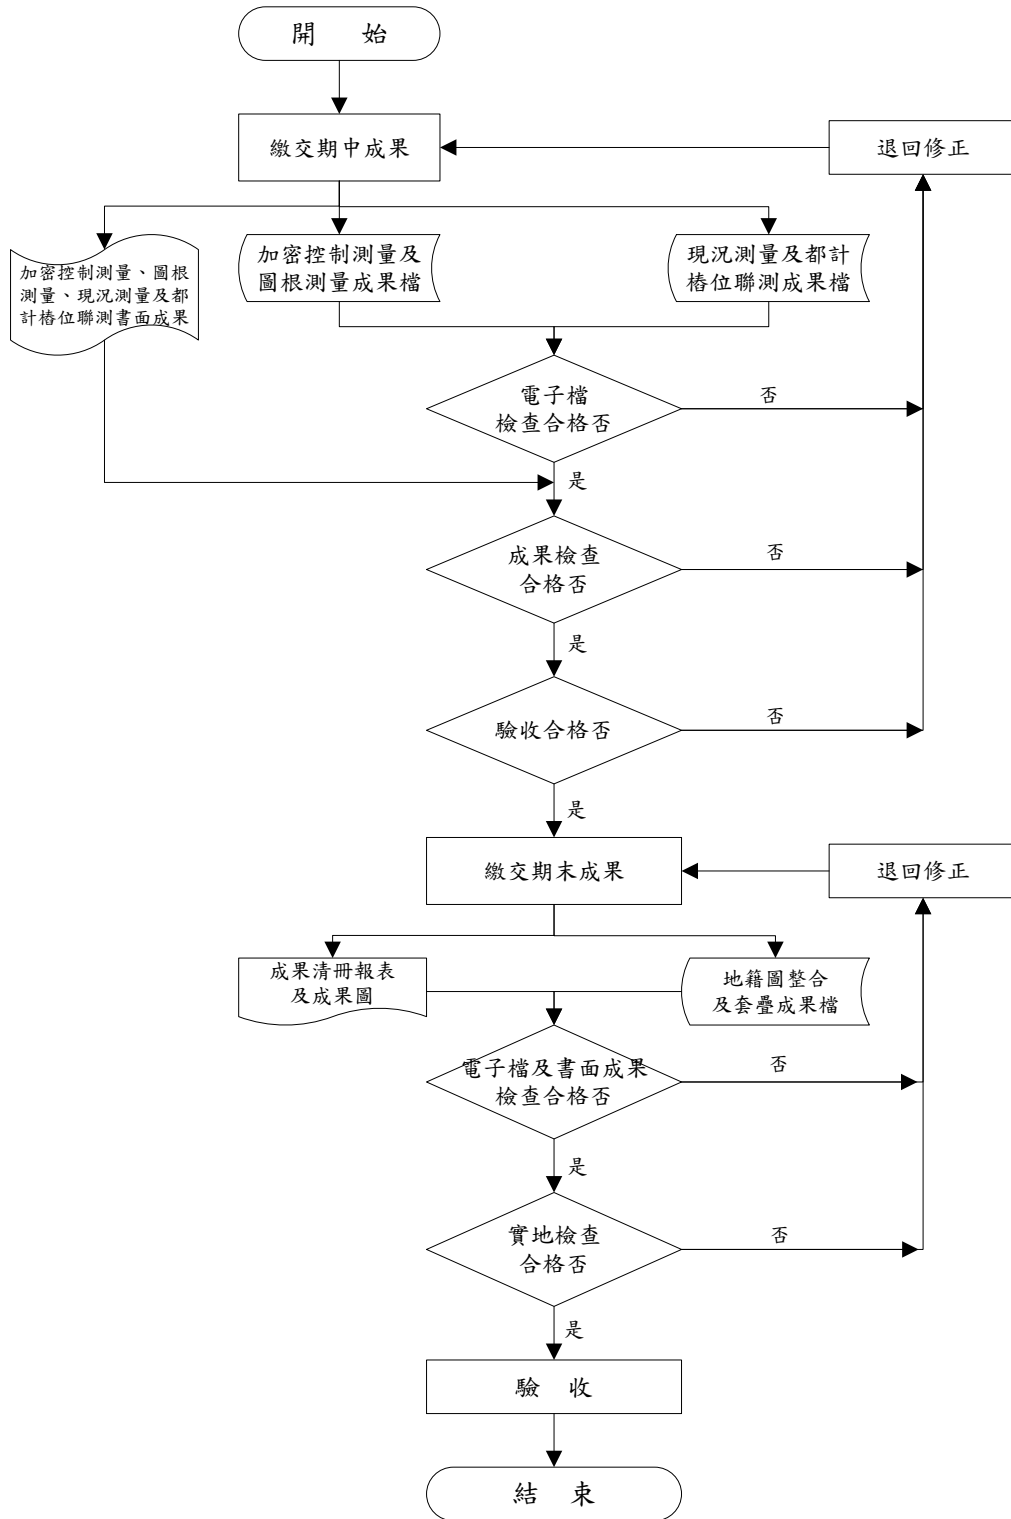 開 始
繳交期中成果
退回修正
加密控制測量、圖根
測量、現況測量及都
計樁位聯測書面成果
加密控制測量及
圖根測量成果檔
現況測量及都計
樁位聯測成果檔
電子檔
檢查合格否
否
是
成果檢查
合格否
否
是
驗收合格否
否
是
繳交期末成果
退回修正
成果清冊報表
及成果圖
地籍圖整合
及套疊成果檔
電子檔及書面成果
檢查合格否
否
是
實地檢查
合格否
否
是
驗 收
結 束